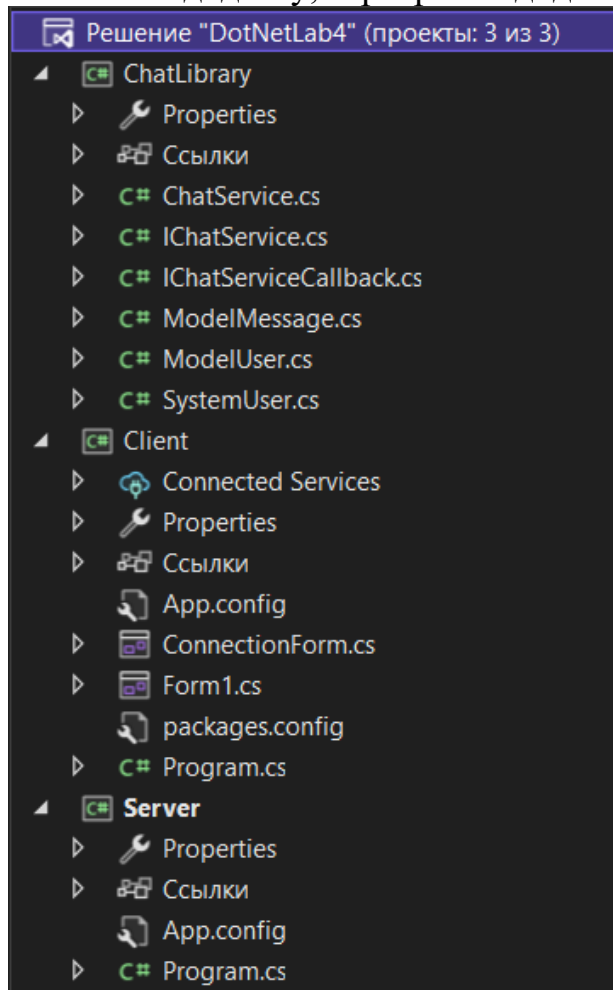 Решение "DotNetLab4" (проекты: 3 из 3)
C# ChatLibrary
Properties
Ссылки
C# ChatService.cs
C# IChatService.cs
C# IChatServiceCallback.cs
C# ModelMessage.cs
C# ModelUser.cs
C# SystemUser.cs
C# Client
Connected Services
Properties
Ссылки
App.config
ConnectionForm.cs
Form1.cs
packages.config
C# Program.cs
C# Server
Properties
Ссылки
App.config
C# Program.cs